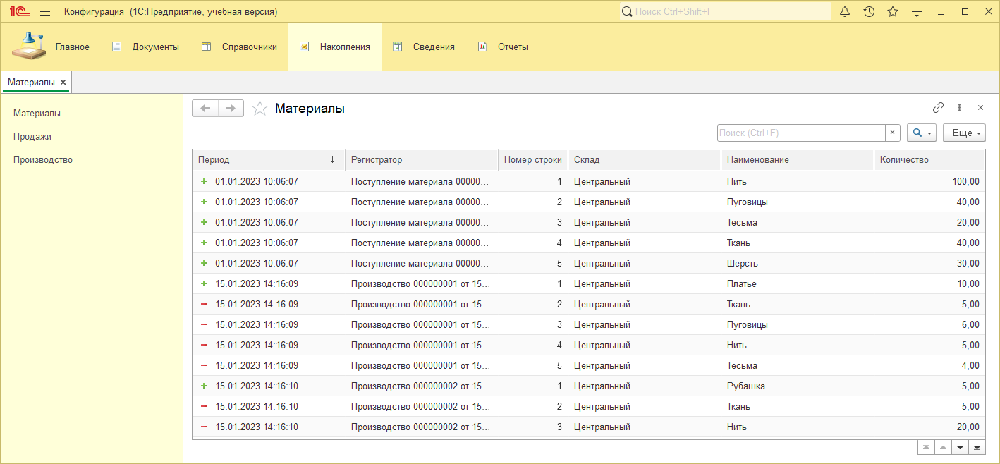 1С Конфигурация (1С:Предприятие, учебная версия) Поиск Ctrl+Shift+F
Главное Документы Справочники Накопления Сведения Отчеты
Материалы
Материалы
Продажи
Производство
Материалы
Поиск (Ctrl+F) Еще
Период Регистратор Номер строки Склад Наименование Количество
+ 01.01.2023 10:06:07 Поступление материала 00000... 1 Центральный Нить 100,00
+ 01.01.2023 10:06:07 Поступление материала 00000... 2 Центральный Пуговицы 40,00
+ 01.01.2023 10:06:07 Поступление материала 00000... 3 Центральный Тесьма 20,00
+ 01.01.2023 10:06:07 Поступление материала 00000... 4 Центральный Ткань 40,00
+ 01.01.2023 10:06:07 Поступление материала 00000... 5 Центральный Шерсть 30,00
+ 15.01.2023 14:16:09 Производство 000000001 от 15... 1 Центральный Платье 10,00
− 15.01.2023 14:16:09 Производство 000000001 от 15... 2 Центральный Ткань 5,00
− 15.01.2023 14:16:09 Производство 000000001 от 15... 3 Центральный Пуговицы 6,00
− 15.01.2023 14:16:09 Производство 000000001 от 15... 4 Центральный Нить 5,00
− 15.01.2023 14:16:09 Производство 000000001 от 15... 5 Центральный Тесьма 4,00
+ 15.01.2023 14:16:10 Производство 000000002 от 15... 1 Центральный Рубашка 5,00
− 15.01.2023 14:16:10 Производство 000000002 от 15... 2 Центральный Ткань 5,00
− 15.01.2023 14:16:10 Производство 000000002 от 15... 3 Центральный Нить 20,00